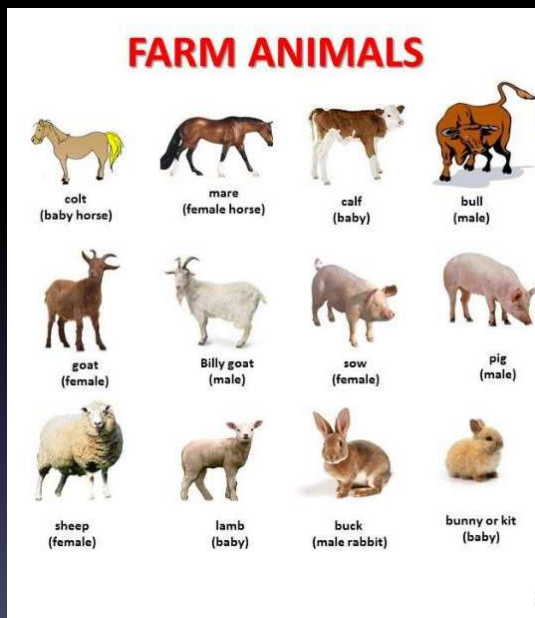 FARM ANIMALS
colt
(baby horse)
mare
(female horse)
calf
(baby)
bull
(male)
goat
(female)
Billy goat
(male)
sow
(female)
pig
(male)
sheep
(female)
lamb
(baby)
buck
(male rabbit)
bunny or kit
(baby)